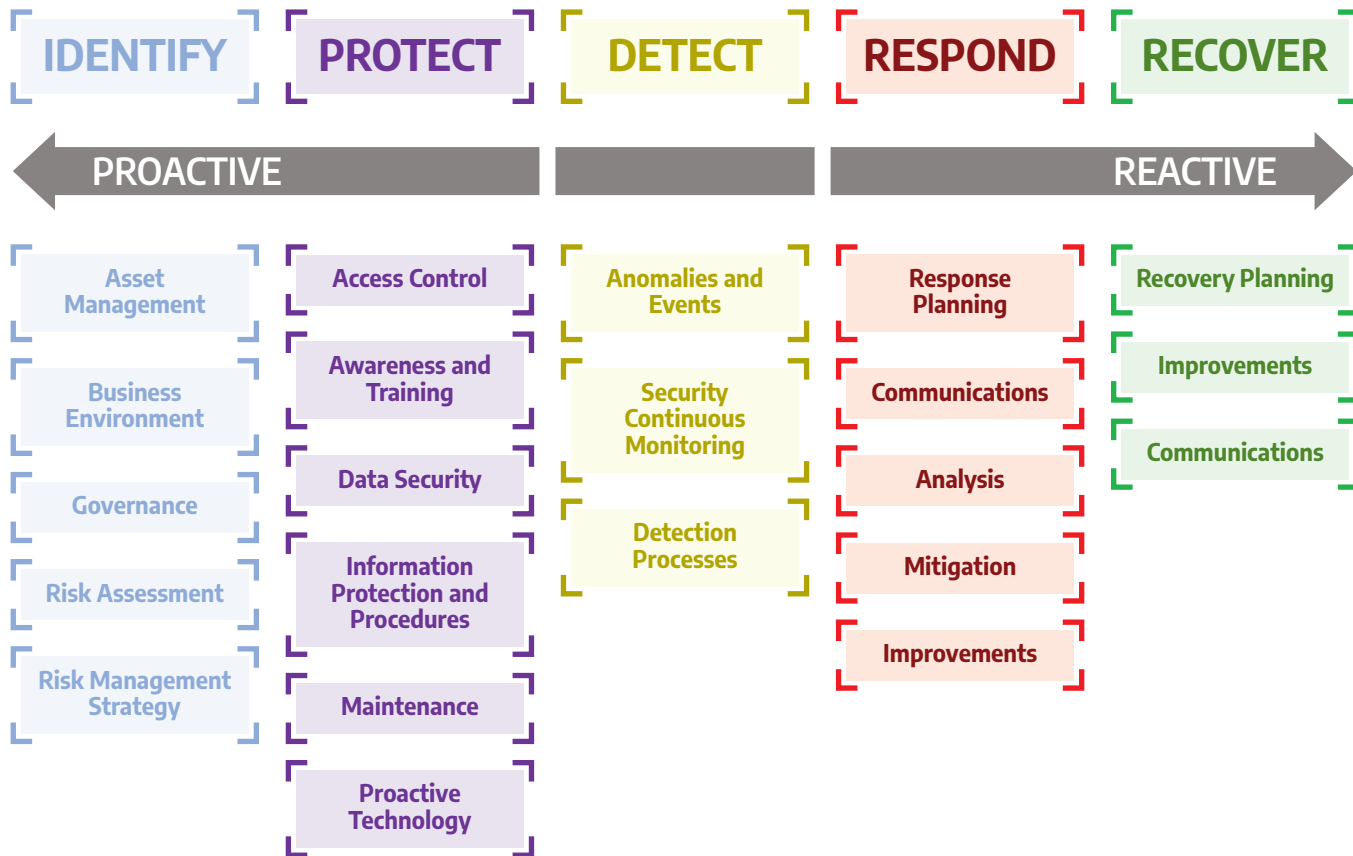 IDENTIFY
PROTECT
DETECT
RESPOND
RECOVER
PROACTIVE
REACTIVE
Asset
Management
Business
Environment
Governance
Risk Assessment
Risk Management
Strategy
Access Control
Awareness and
Training
Data Security
Information
Protection and
Procedures
Maintenance
Proactive
Technology
Anomalies and
Events
Security
Continuous
Monitoring
Detection
Processes
Response
Planning
Communications
Analysis
Mitigation
Improvements
Recovery Planning
Improvements
Communications